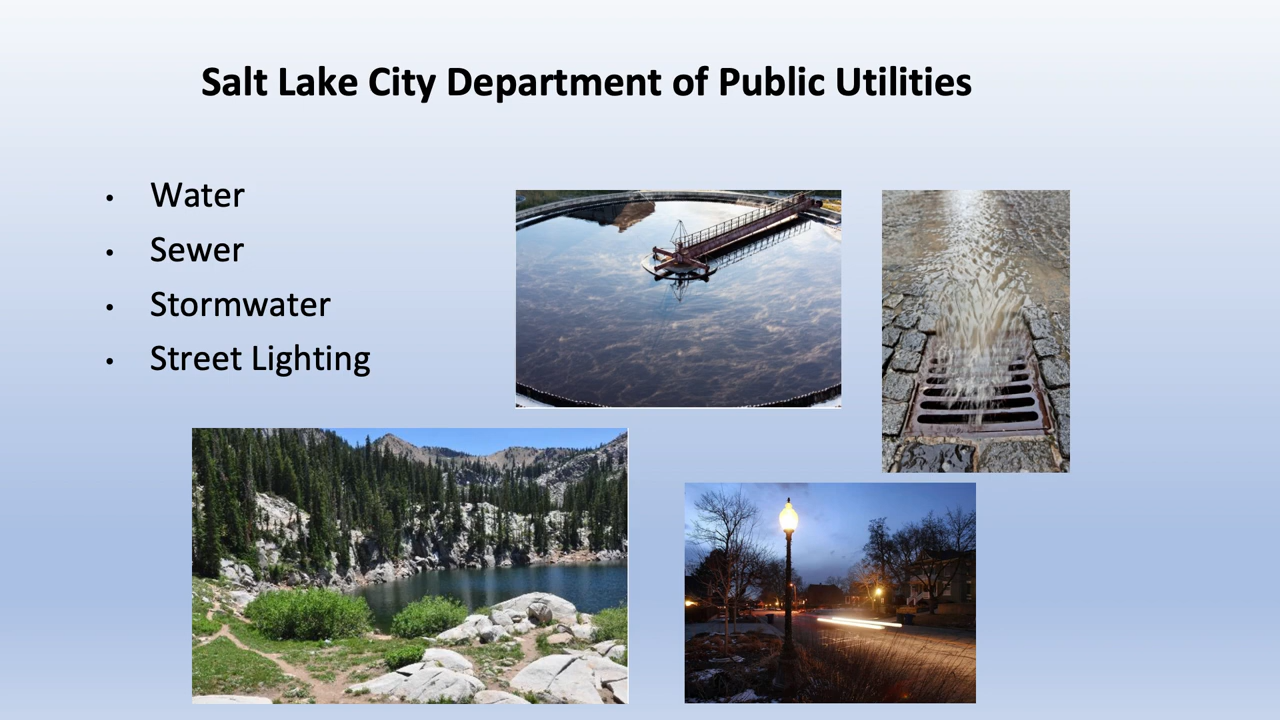 Salt Lake City Department of Public Utilities
• Water
• Sewer
• Stormwater
• Street Lighting